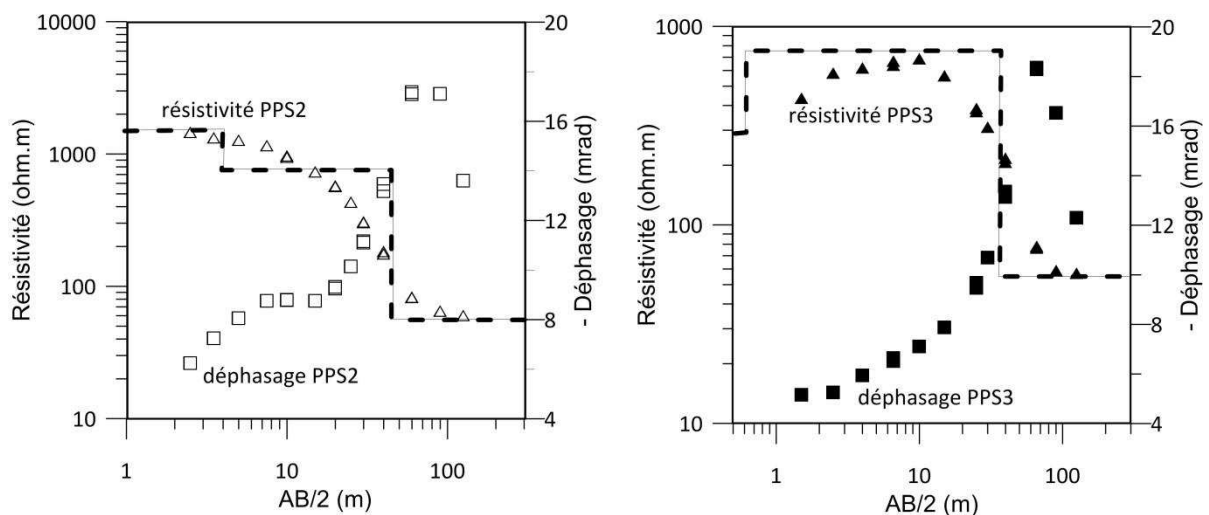 10000
1000
100
10
Résistivité (ohm.m)
résistivité PPS2
déphasage PPS2
20
16
12
8
4
- Déphasage (mrad)
1
10
100
AB/2 (m)
1000
100
10
Résistivité (ohm.m)
résistivité PPS3
déphasage PPS3
20
16
12
8
4
- Déphasage (mrad)
1
10
100
AB/2 (m)